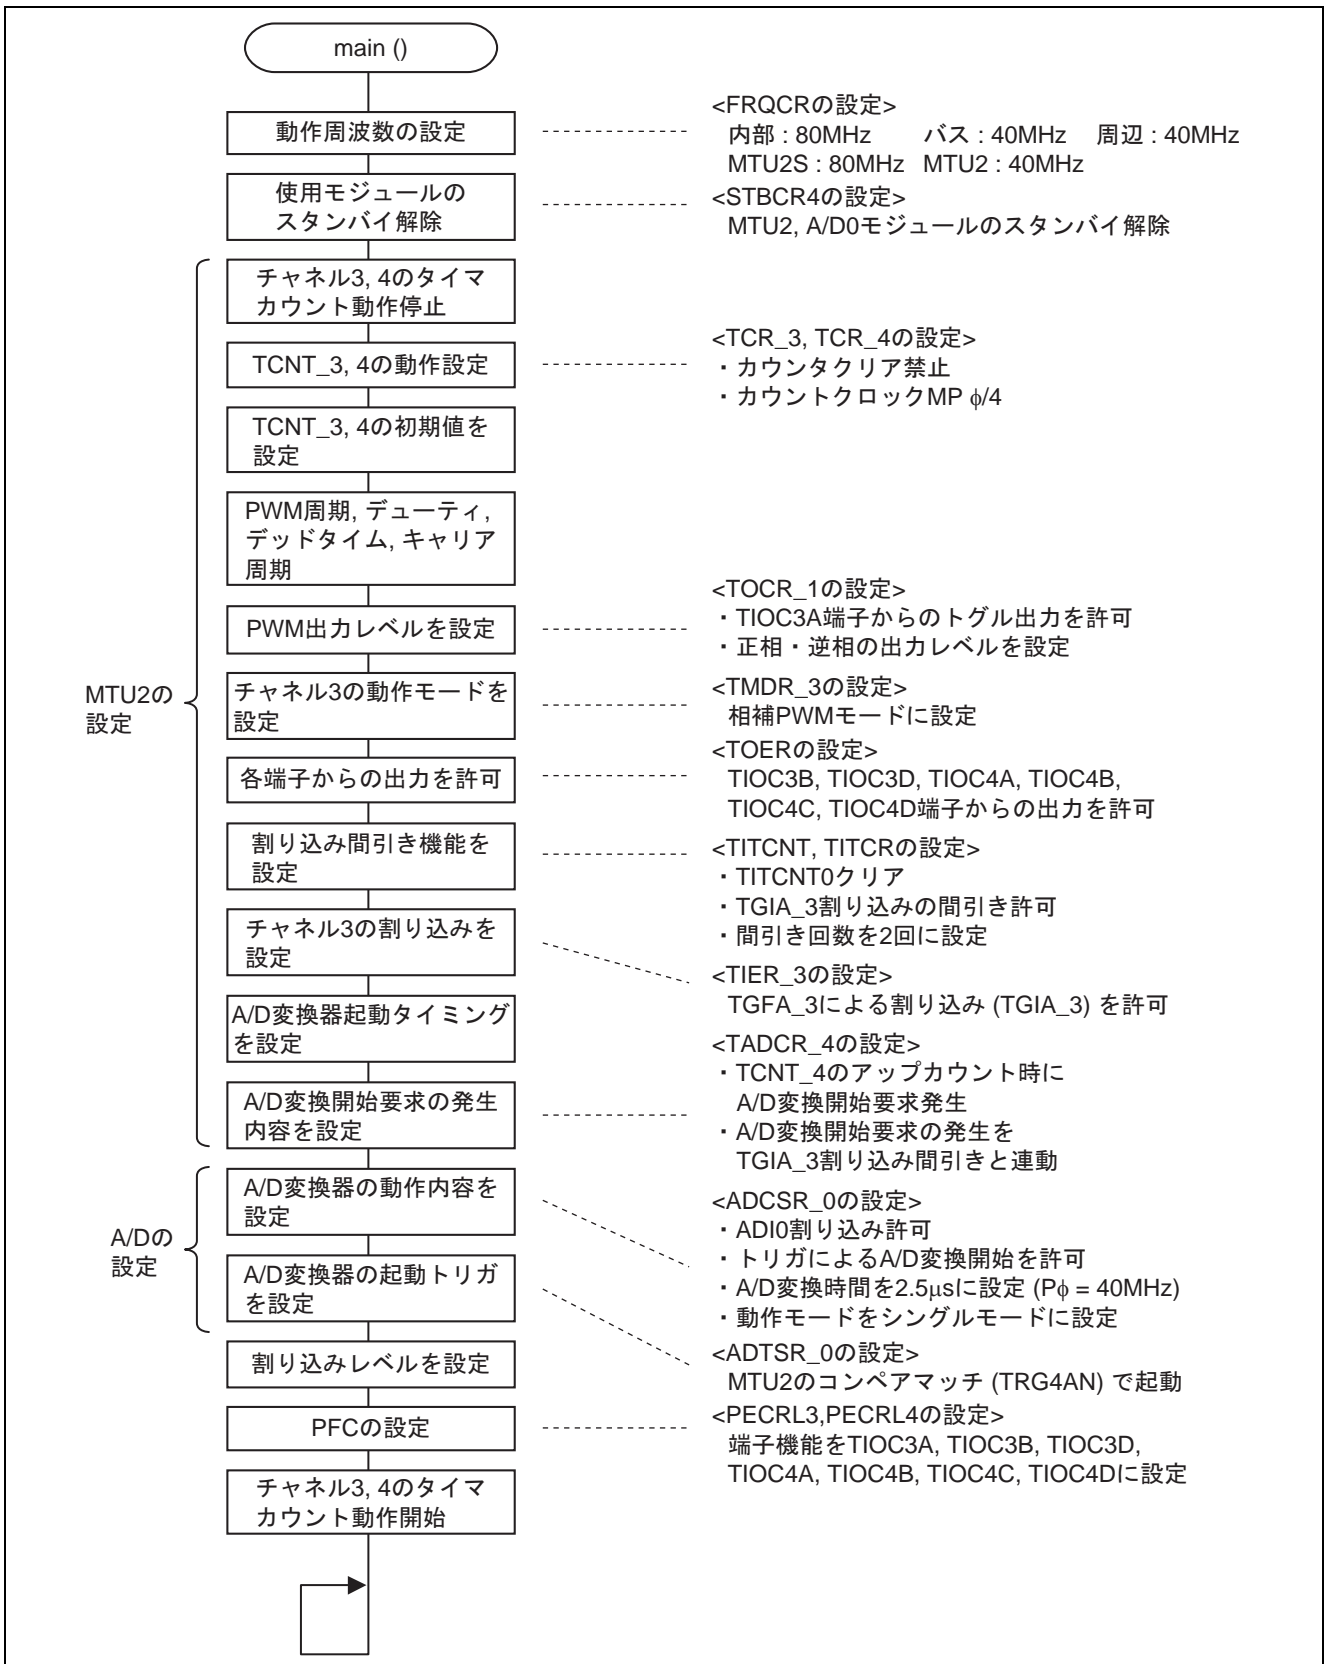 main ()
動作周波数の設定
<FRQCRの設定>
内部 : 80MHz バス : 40MHz 周辺 : 40MHz
MTU2S : 80MHz MTU2 : 40MHz
使用モジュールの
スタンバイ解除
<STBCR4の設定>
MTU2, A/D0モジュールのスタンバイ解除
MTU2の
設定
チャネル3, 4のタイマ
カウント動作停止
TCNT_3, 4の動作設定
<TCR_3, TCR_4の設定>
・カウンタクリア禁止
・カウントクロックMP φ/4
TCNT_3, 4の初期値を
設定
PWM周期, デューティ,
デッドタイム, キャリア
周期
PWM出力レベルを設定
<TOCR_1の設定>
・TIOC3A端子からのトグル出力を許可
・正相・逆相の出力レベルを設定
チャネル3の動作モードを
設定
<TMDR_3の設定>
相補PWMモードに設定
各端子からの出力を許可
<TOERの設定>
TIOC3B, TIOC3D, TIOC4A, TIOC4B,
TIOC4C, TIOC4D端子からの出力を許可
割り込み間引き機能を
設定
<TITCNT, TITCRの設定>
・TITCNT0クリア
・TGIA_3割り込みの間引き許可
・間引き回数を2回に設定
チャネル3の割り込みを
設定
<TIER_3の設定>
TGFA_3による割り込み (TGIA_3) を許可
A/D変換器起動タイミング
を設定
A/D変換開始要求の発生
内容を設定
<TADCR_4の設定>
・TCNT_4のアップカウント時に
A/D変換開始要求発生
・A/D変換開始要求の発生を
TGIA_3割り込み間引きと連動
A/Dの
設定
A/D変換器の動作内容を
設定
<ADCSR_0の設定>
・ADI0割り込み許可
・トリガによるA/D変換開始を許可
・A/D変換時間を2.5μsに設定 (Pφ = 40MHz)
・動作モードをシングルモードに設定
A/D変換器の起動トリガ
を設定
<ADTSR_0の設定>
MTU2のコンペアマッチ (TRG4AN) で起動
割り込みレベルを設定
PFCの設定
<PECRL3,PECRL4の設定>
端子機能をTIOC3A, TIOC3B, TIOC3D,
TIOC4A, TIOC4B, TIOC4C, TIOC4Dに設定
チャネル3, 4のタイマ
カウント動作開始